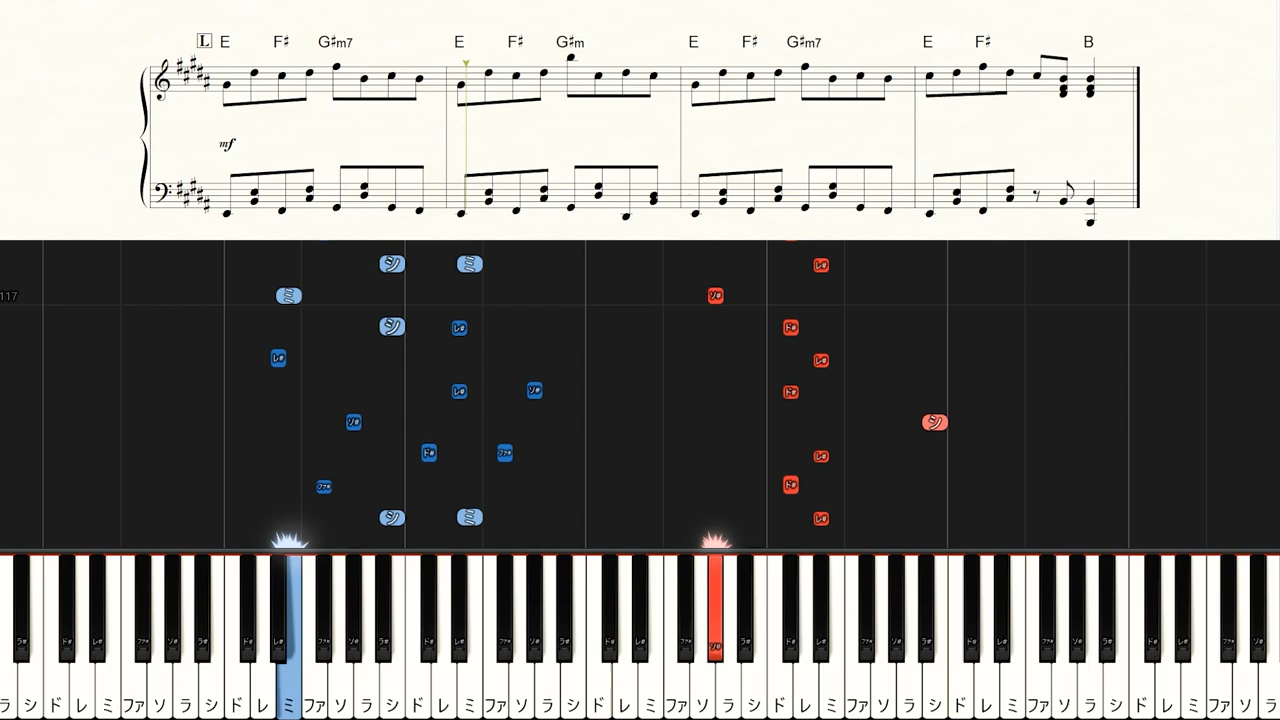 L E F♯ G♯m7 E F♯ G♯m E F♯ G♯m7 E F♯ B
mf
シ ミ レ#
117 ミ ソ#
シ レ# ド#
レ# レ#
レ# ソ# ド#
ソ# シ
ド# ファ# レ#
ファ# ド#
シ ミ レ#
ラ# ド# レ# ファ# ソ# ラ# ド# レ# ファ# ソ# ラ# ド# レ# ファ# ソ# ラ# ド# レ# ファ# ソ# ラ# ド# レ# ファ# ソ# ラ# ド# レ# ファ# ソ# ラ# ド# レ# ファ# ソ#
ラ シ ド レ ミ ファ ソ ラ シ ド レ ミ ファ ソ ラ シ ド レ ミ ファ ソ ラ シ ド レ ミ ファ ソ ラ シ ド レ ミ ファ ソ ラ シ ド レ ミ ファ ソ ラ シ ド レ ミ ファ ソ ラ